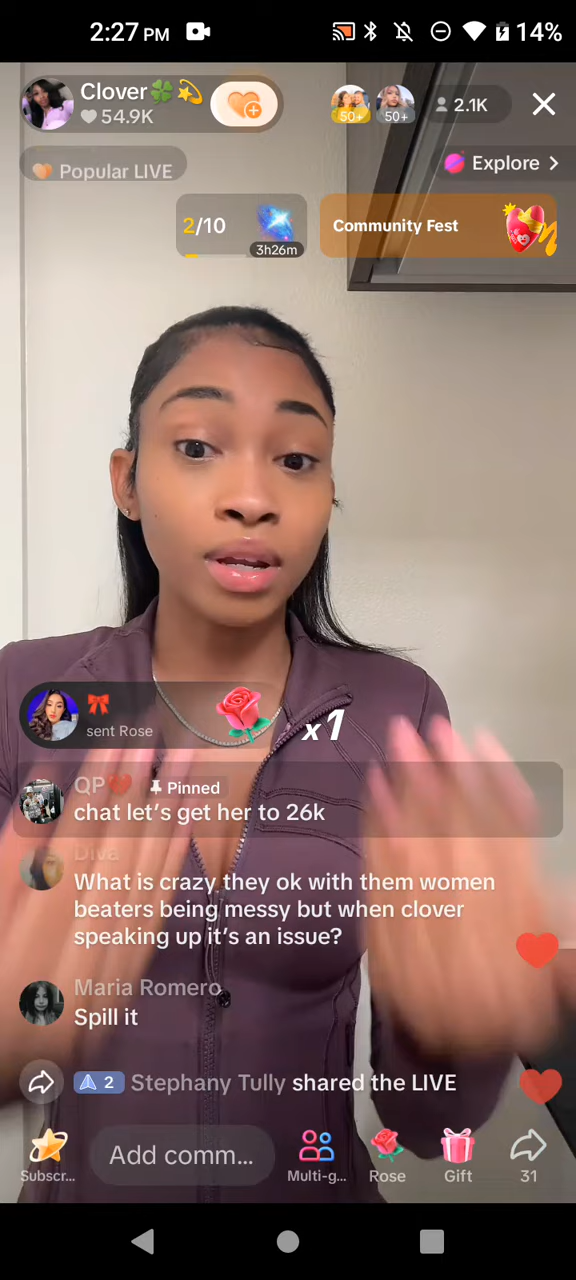 2:27 PM 14%
Clover🍀💫
54.9K
50+ 50+ 2.1K
Popular LIVE
Explore >
2/10
3h26m
Community Fest
sent Rose
x1
QP❤️ Pinned
chat let's get her to 26k
Diva
What is crazy they ok with them women
beaters being messy but when clover
speaking up it's an issue?
Maria Romero
Spill it
2 Stephany Tully shared the LIVE
Subscr...
Add comm...
Multi-g...
Rose
Gift
31